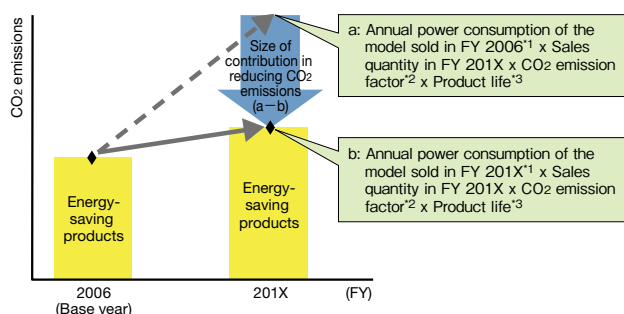 CO2 emissions
Size of
contribution in
reducing CO2
emissions
(a−b)
a: Annual power consumption of the
model sold in FY 2006*1 x Sales
quantity in FY 201X x CO2 emission
factor*2 x Product life*3
b: Annual power consumption of the
model sold in FY 201X*1 x Sales
quantity in FY 201X x CO2 emission
factor*2 x Product life*3
Energy-
saving
products
Energy-
saving
products
2006
(Base year)
201X
(FY)